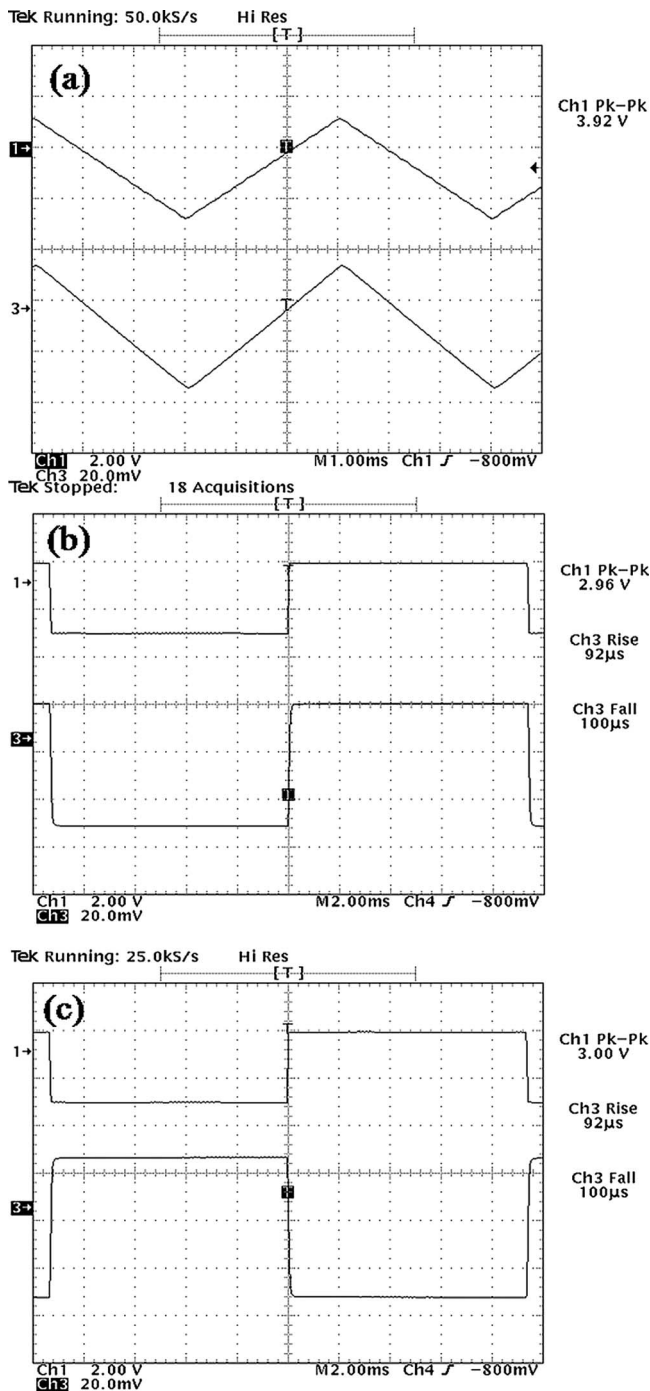 Tek Running: 50.0kS/s Hi Res
[T]
(a)
Ch1 Pk-Pk
3.92 V
1→
T
3→
T
Ch1 2.00 V M1.00ms Ch1 ∫ -800mV
Ch3 20.0mV
Tek Stopped: 18 Acquisitions
[T]
(b)
Ch1 Pk-Pk
2.96 V
1→
T
Ch3 Rise
92µs
Ch3 Fall
100µs
3→
T
Ch1 2.00 V M2.00ms Ch4 ∫ -800mV
Ch3 20.0mV
Tek Running: 25.0kS/s Hi Res
[T]
(c)
T
Ch1 Pk-Pk
3.00 V
1→
Ch3 Rise
92µs
Ch3 Fall
100µs
T
3→
Ch1 2.00 V M2.00ms Ch4 ∫ -800mV
Ch3 20.0mV